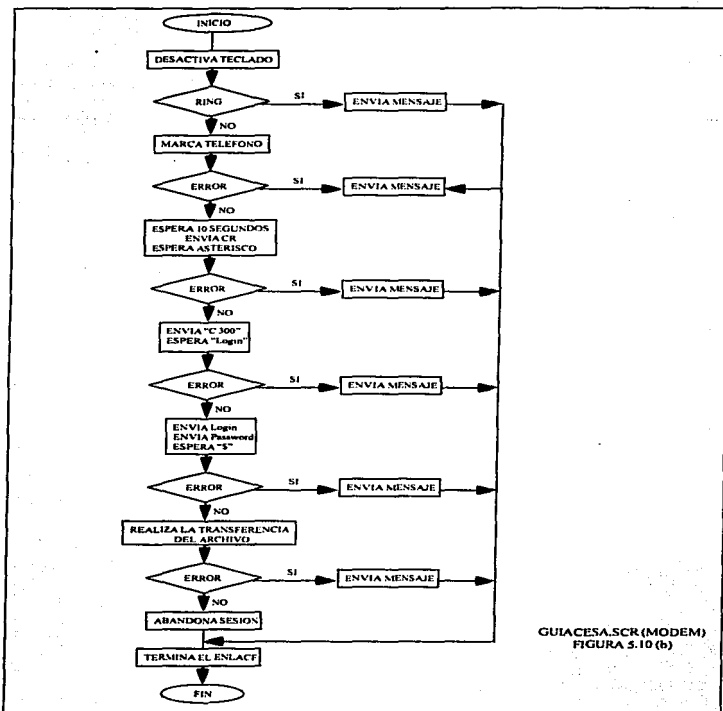 INICIO
DESACTIVA TECLADO
RING
SI
ENVIA MENSAJE
NO
MARCA TELEFONO
ERROR
SI
ENVIA MENSAJE
NO
ESPERA 10 SEGUNDOS
ENVIA CR
ESPERA ASTERISCO
ERROR
SI
ENVIA MENSAJE
NO
ENVIA "C 300"
ESPERA "Login"
ERROR
SI
ENVIA MENSAJE
NO
ENVIA Login
ENVIA Password
ESPERA "$"
ERROR
SI
ENVIA MENSAJE
NO
REALIZA LA TRANSFERENCIA
DEL ARCHIVO
ERROR
SI
ENVIA MENSAJE
NO
ABANDONA SESION
TERMINA EL ENLACE
FIN
GUIACESA.SCR (MODEM)
FIGURA 5.10 (b)